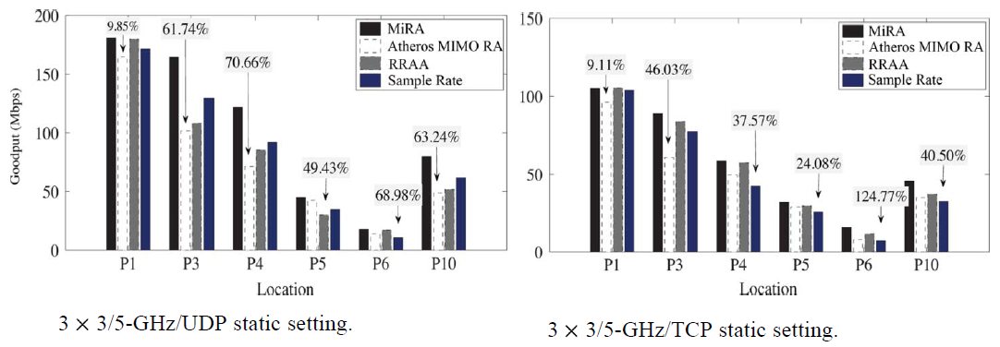 200
150
100
50
0
Goodput (Mbps)
9.85%
61.74%
70.66%
49.43%
68.98%
63.24%
MiRA
Atheros MIMO RA
RRAA
Sample Rate
P1 P3 P4 P5 P6 P10
Location
3 × 3/5-GHz/UDP static setting.
150
100
50
0
9.11%
46.03%
37.57%
24.08%
124.77%
40.50%
MiRA
Atheros MIMO RA
RRAA
Sample Rate
P1 P3 P4 P5 P6 P10
Location
3 × 3/5-GHz/TCP static setting.